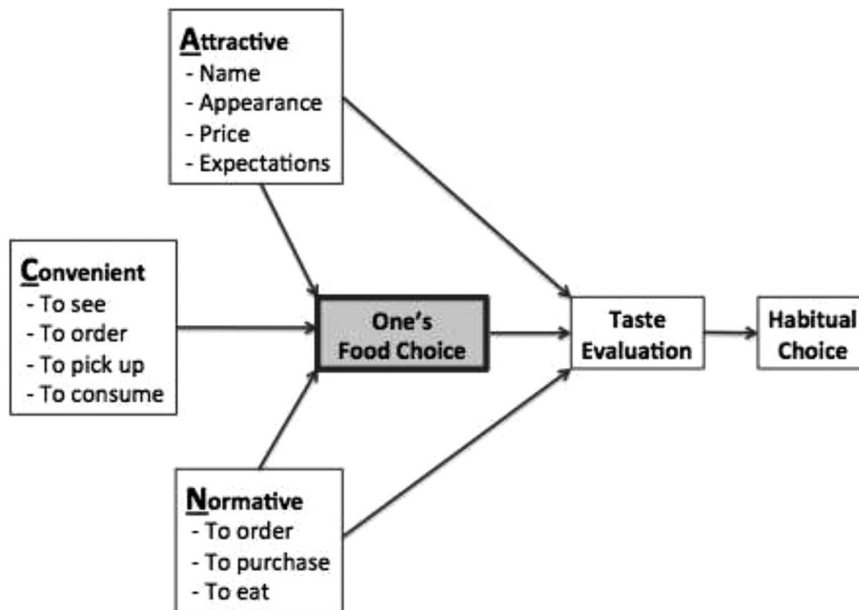 Attractive
- Name
- Appearance
- Price
- Expectations
Convenient
- To see
- To order
- To pick up
- To consume
One's
Food Choice
Taste
Evaluation
Habitual
Choice
Normative
- To order
- To purchase
- To eat